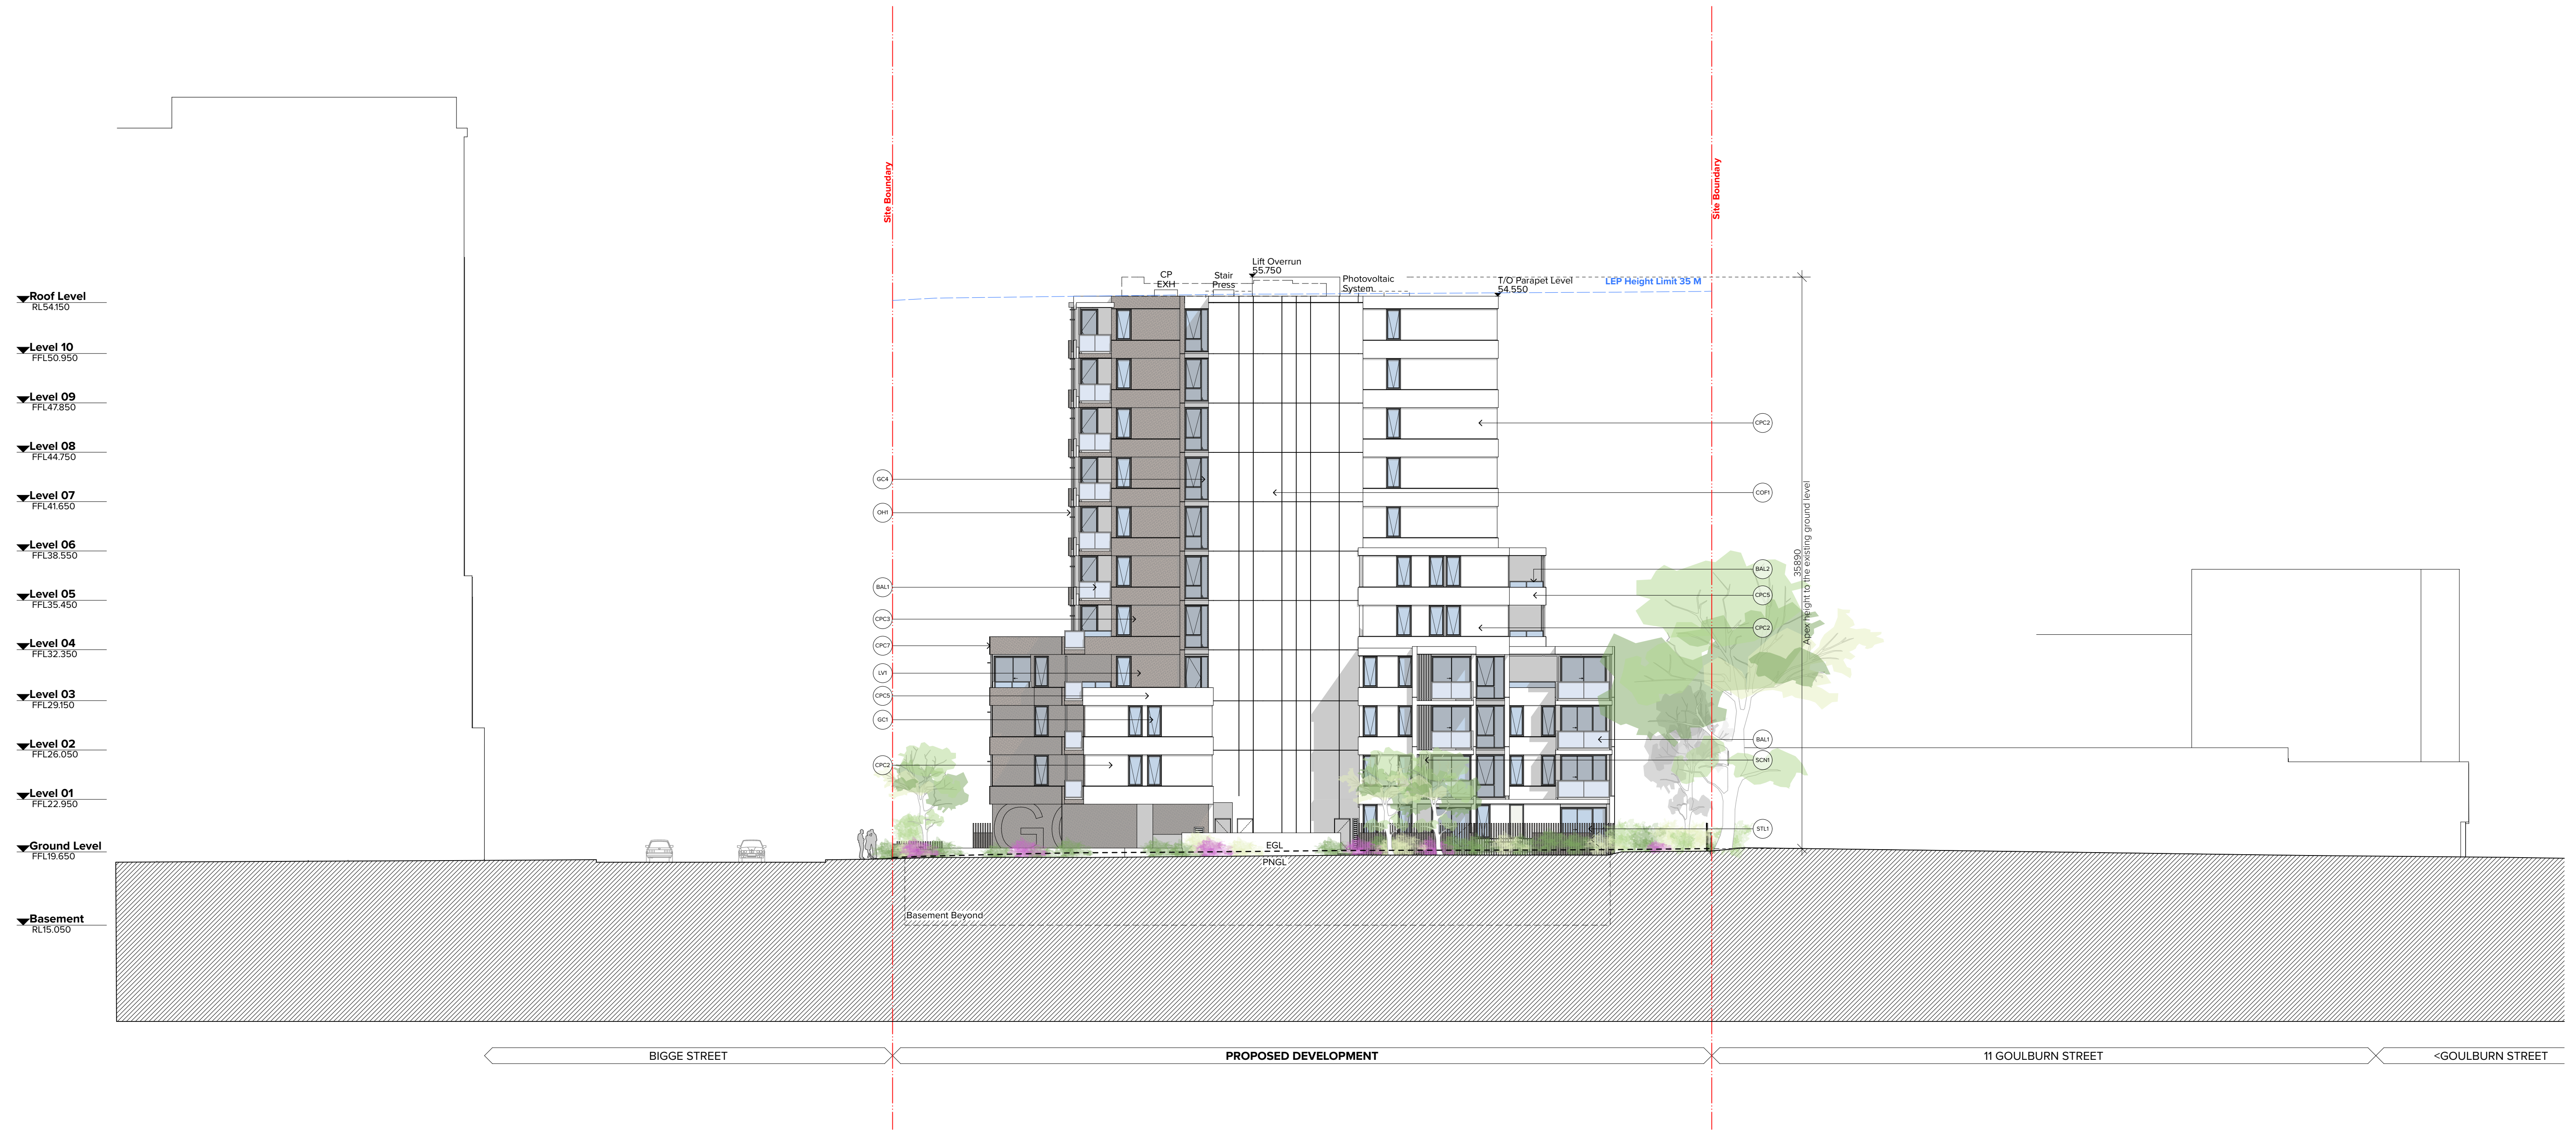 Site Boundary
Site Boundary
Lift Overrun
55.750
CP
EXH
Stair
Press
Photovoltaic
System
T/O Parapet Level
54.550
LEP Height Limit 35 M
Roof Level
RL54.150
Level 10
FFL50.950
Level 09
FFL47.850
Level 08
FFL44.750
Level 07
FFL41.650
Level 06
FFL38.550
Level 05
FFL35.450
Level 04
FFL32.350
Level 03
FFL29.150
Level 02
FFL26.050
Level 01
FFL22.950
Ground Level
FFL19.650
Basement
RL15.050
GC4
OH1
BAL1
CPC3
CPC7
LV1
CPC5
GC1
CPC2
CPC2
COF1
BAL2
CPC5
CPC2
BAL1
SCN1
STL1
35890
Apex height to the existing ground level
GO
EGL
PNGL
Basement Beyond
BIGGE STREET
PROPOSED DEVELOPMENT
11 GOULBURN STREET
<GOULBURN STREET